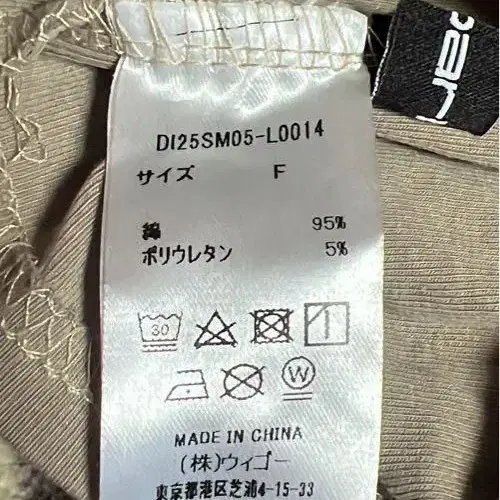 DI25SM05-L0014
サイズ F
綿 95%
ポリウレタン 5%
30
W
MADE IN CHINA
(株)ウィゴー
東京都港区芝浦4-15-33